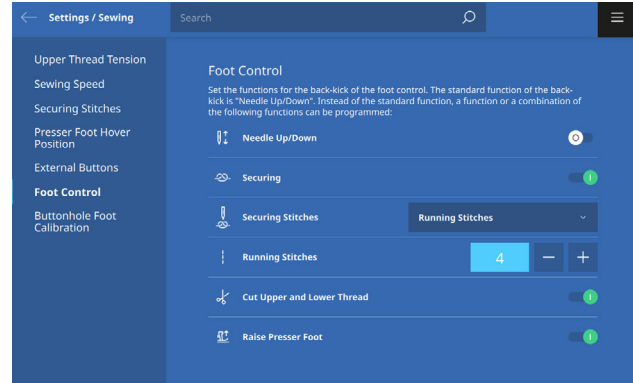 Settings / Sewing
Search
Upper Thread Tension
Sewing Speed
Securing Stitches
Presser Foot Hover
Position
External Buttons
Foot Control
Buttonhole Foot
Calibration
Foot Control
Set the functions for the back-kick of the foot control. The standard function of the back-
kick is "Needle Up/Down". Instead of the standard function, a function or a combination of
the following functions can be programmed:
Needle Up/Down
Securing
Securing Stitches
Running Stitches
Running Stitches
4
Cut Upper and Lower Thread
Raise Presser Foot